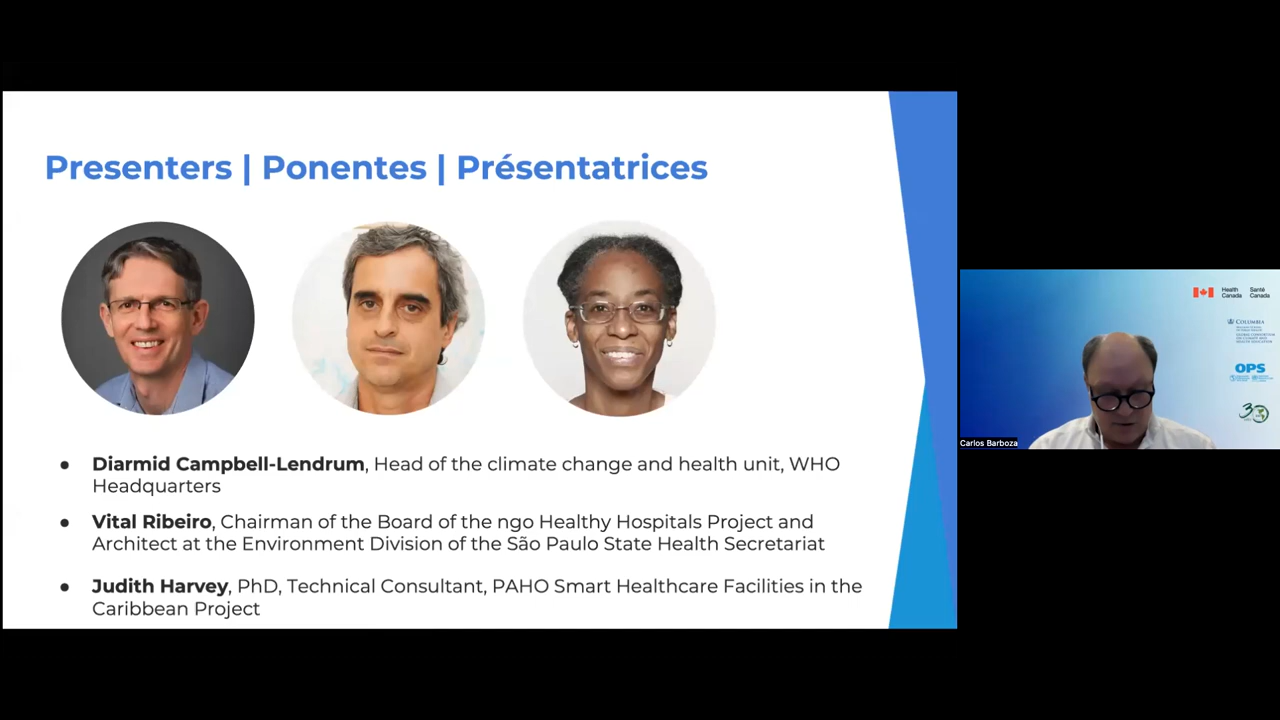 Presenters | Ponentes | Présentatrices
● Diarmid Campbell-Lendrum, Head of the climate change and health unit, WHO
Headquarters
● Vital Ribeiro, Chairman of the Board of the ngo Healthy Hospitals Project and
Architect at the Environment Division of the São Paulo State Health Secretariat
● Judith Harvey, PhD, Technical Consultant, PAHO Smart Healthcare Facilities in the
Caribbean Project
Health Santé
Canada Canada
COLUMBIA
OPS
Carlos Barboza